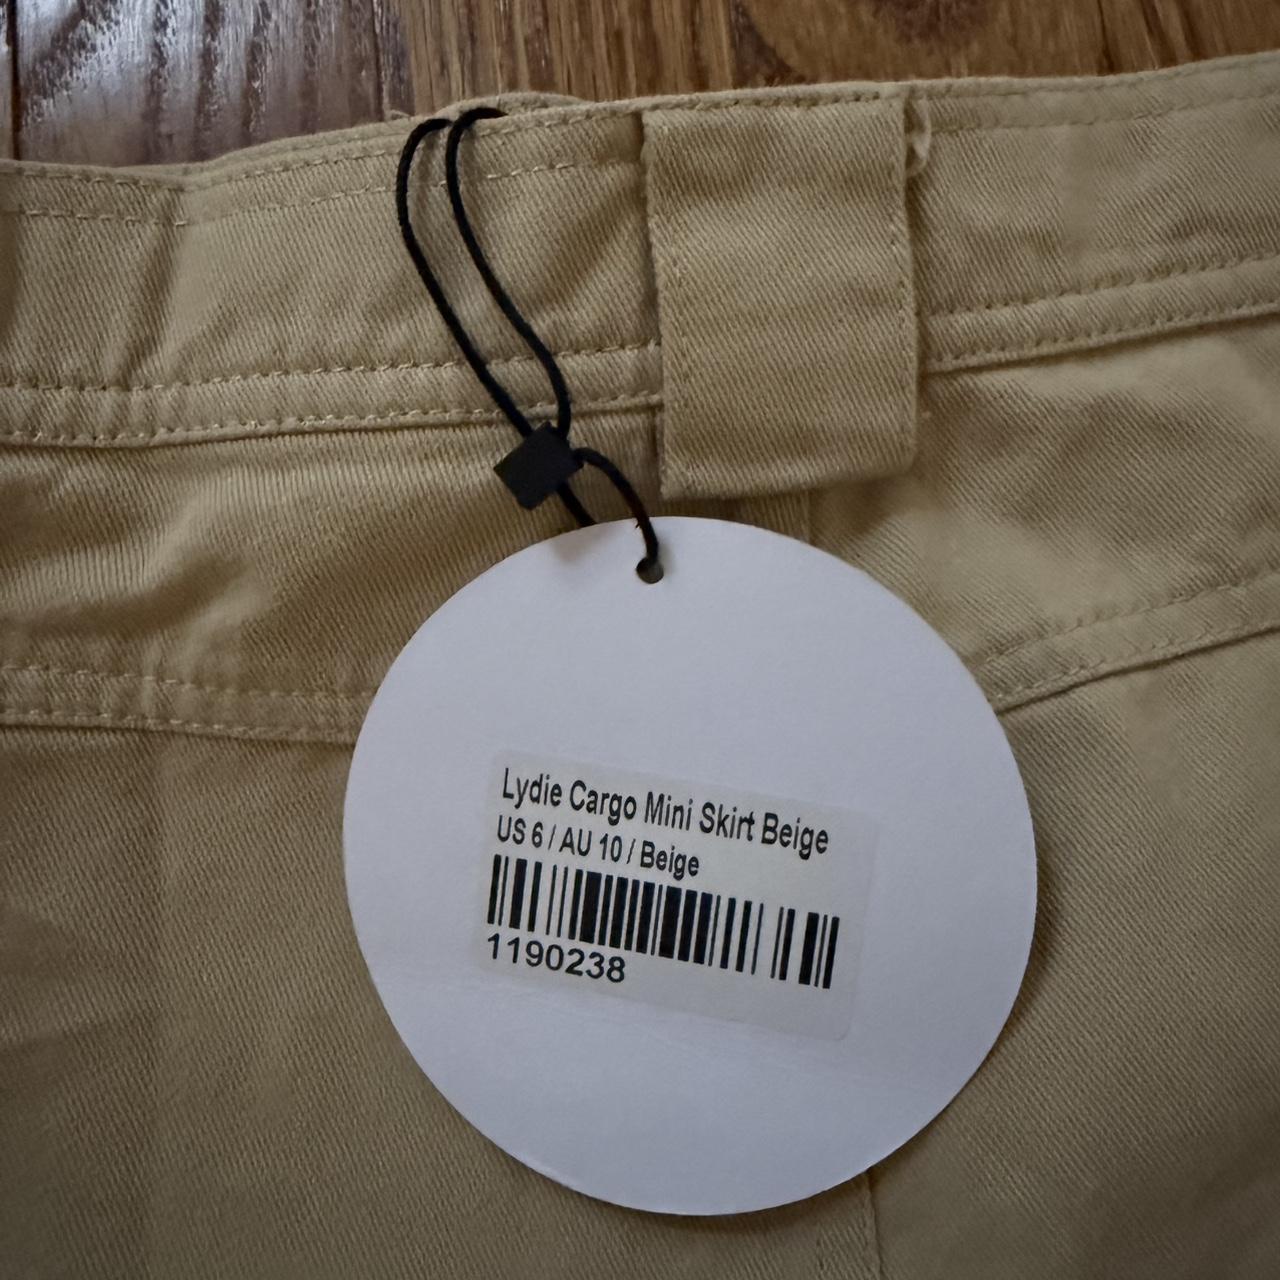 Lydie Cargo Mini Skirt Beige
US 6 / AU 10 / Beige
1190238